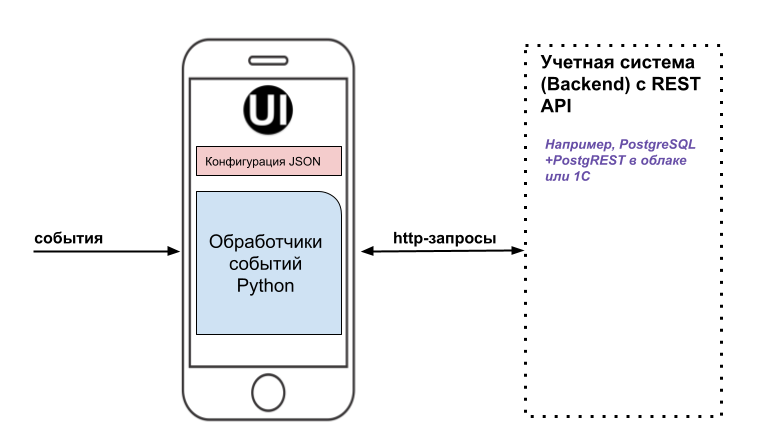 Учетная система
(Backend) с REST
API
Например, PostgreSQL
+PostgREST в облаке
или 1С
UI
Конфигурация JSON
Обработчики
событий
Python
события
http-запросы